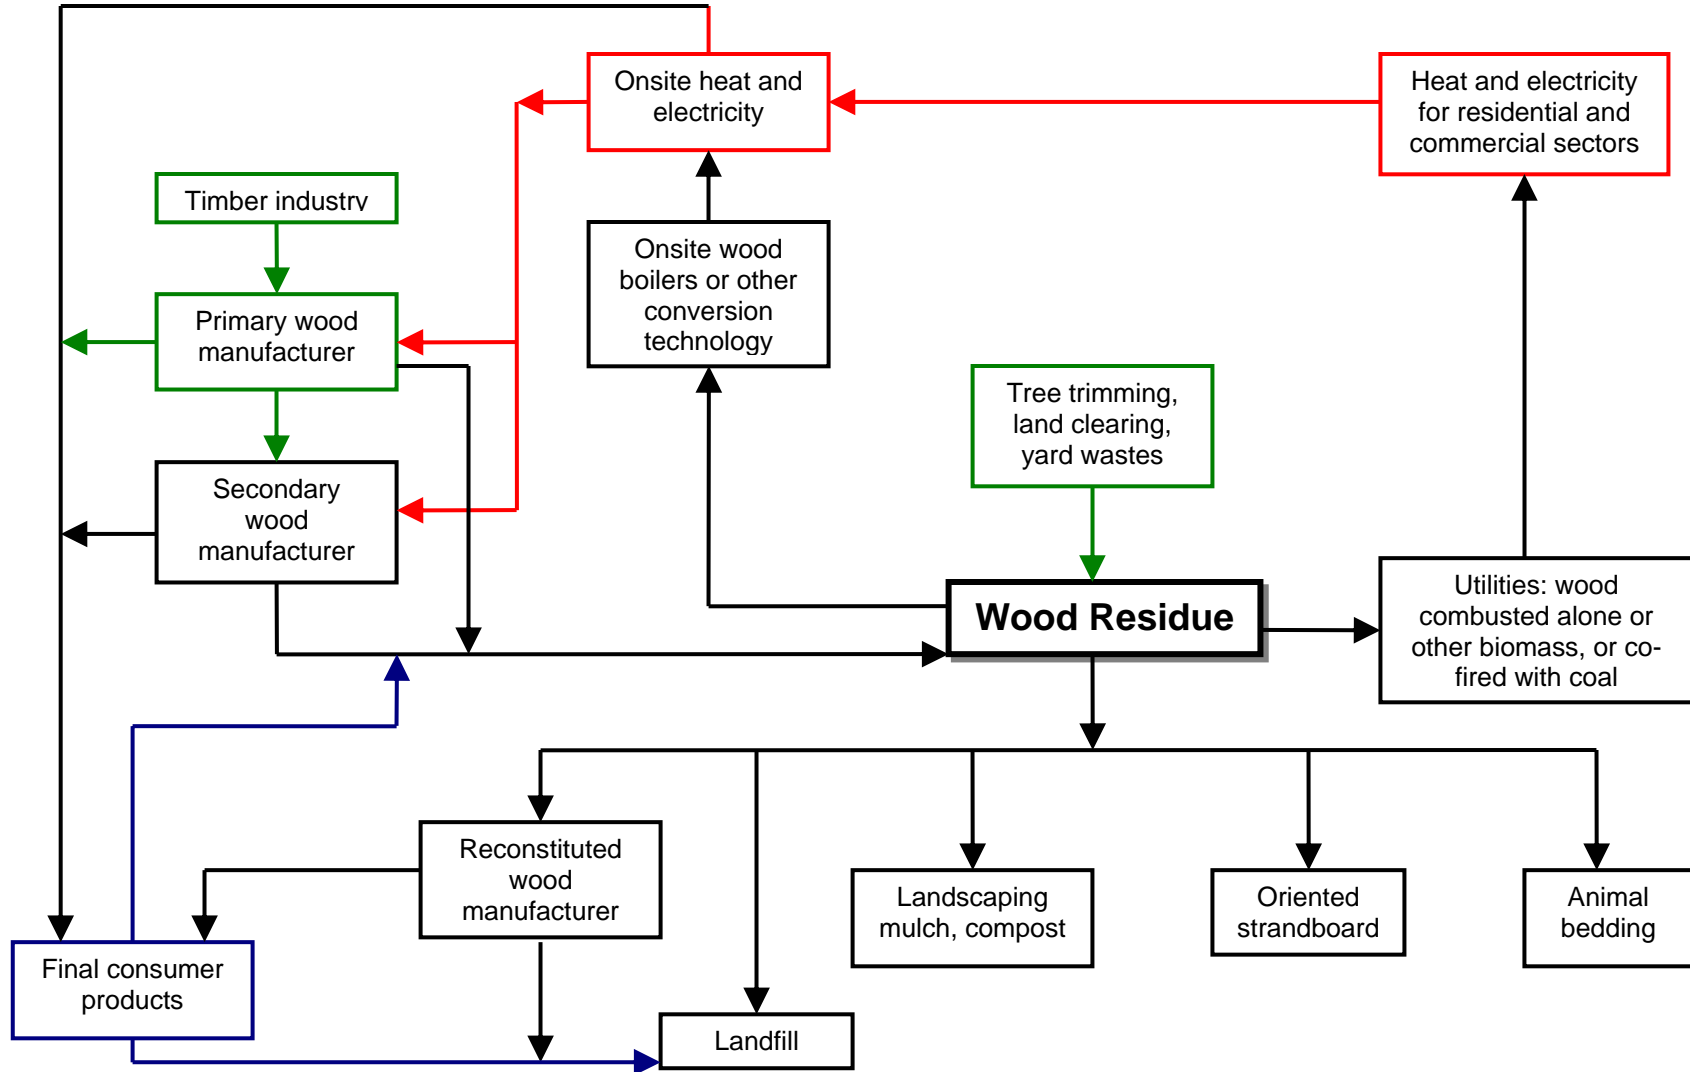 Onsite heat and
electricity
Heat and electricity
for residential and
commercial sectors
Timber industry
Onsite wood
boilers or other
conversion
technology
Primary wood
manufacturer
Tree trimming,
land clearing,
yard wastes
Secondary
wood
manufacturer
Wood Residue
Utilities: wood
combusted alone or
other biomass, or co-
fired with coal
Reconstituted
wood
manufacturer
Landscaping
mulch, compost
Oriented
strandboard
Animal
bedding
Final consumer
products
Landfill